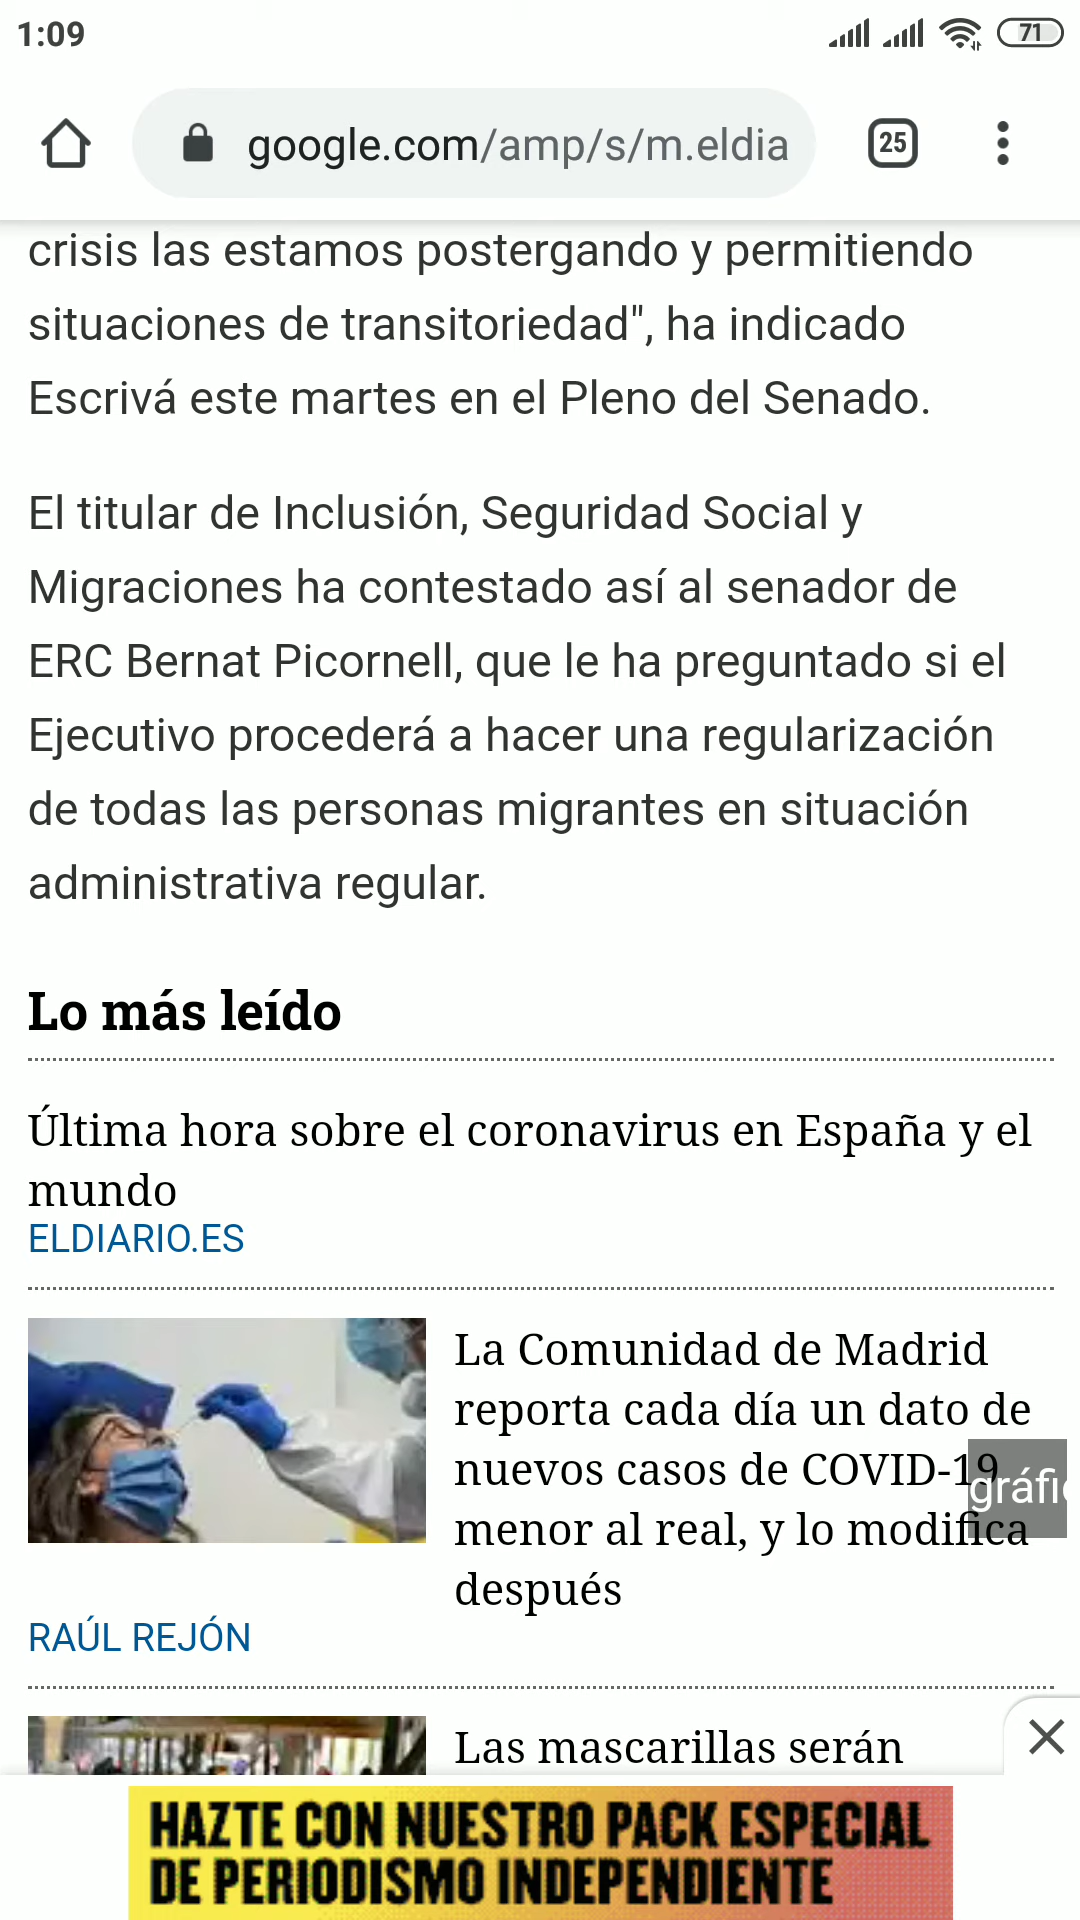 1:09
71
google.com/amp/s/m.eldia
25
crisis las estamos postergando y permitiendo
situaciones de transitoriedad", ha indicado
Escrivá este martes en el Pleno del Senado.
El titular de Inclusión, Seguridad Social y
Migraciones ha contestado así al senador de
ERC Bernat Picornell, que le ha preguntado si el
Ejecutivo procederá a hacer una regularización
de todas las personas migrantes en situación
administrativa regular.
Lo más leído
Última hora sobre el coronavirus en España y el
mundo
ELDIARIO.ES
La Comunidad de Madrid
reporta cada día un dato de
nuevos casos de COVID-19
gráfi
menor al real, y lo modifica
después
RAÚL REJÓN
Las mascarillas serán
HAZTE CON NUESTRO PACK ESPECIAL
DE PERIODISMO INDEPENDIENTE